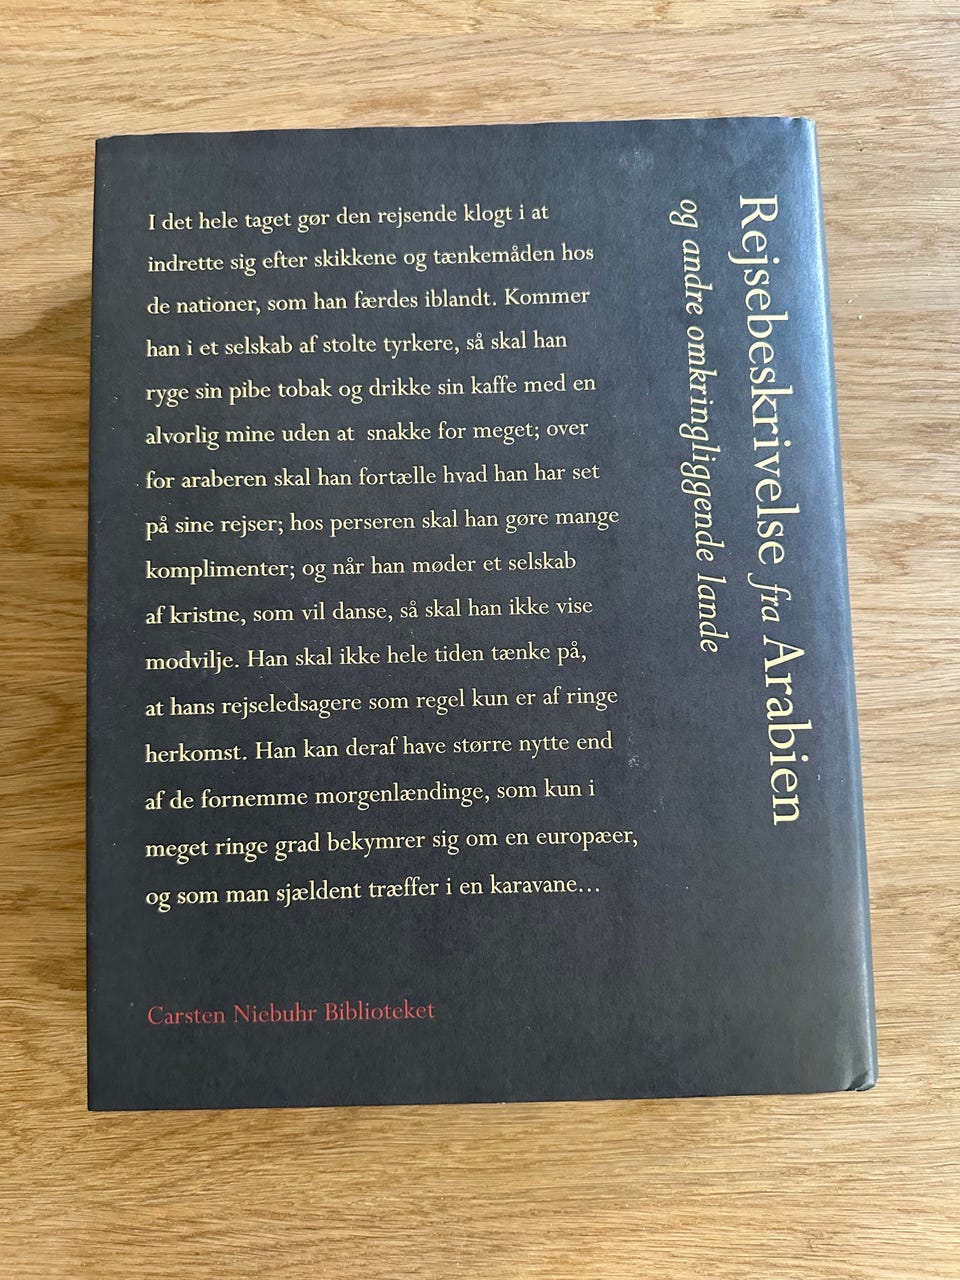 I det hele taget gør den rejsende klogt i at
indrette sig efter skikkene og tænkemåden hos
de nationer, som han færdes iblandt. Kommer
han i et selskab af stolte tyrkere, så skal han
ryge sin pibe tobak og drikke sin kaffe med en
alvorlig mine uden at  snakke for meget; over
for araberen skal han fortælle hvad han har set
på sine rejser; hos perseren skal han gøre mange
komplimenter; og når han møder et selskab
af kristne, som vil danse, så skal han ikke vise
modvilje. Han skal ikke hele tiden tænke på,
at hans rejseledsagere som regel kun er af ringe
herkomst. Han kan deraf have større nytte end
af de fornemme morgenlændinge, som kun i
meget ringe grad bekymrer sig om en europæer,
og som man sjældent træffer i en karavane…
Carsten Niebuhr Biblioteket
Rejsebeskrivelse fra Arabien
og andre omkringliggende lande